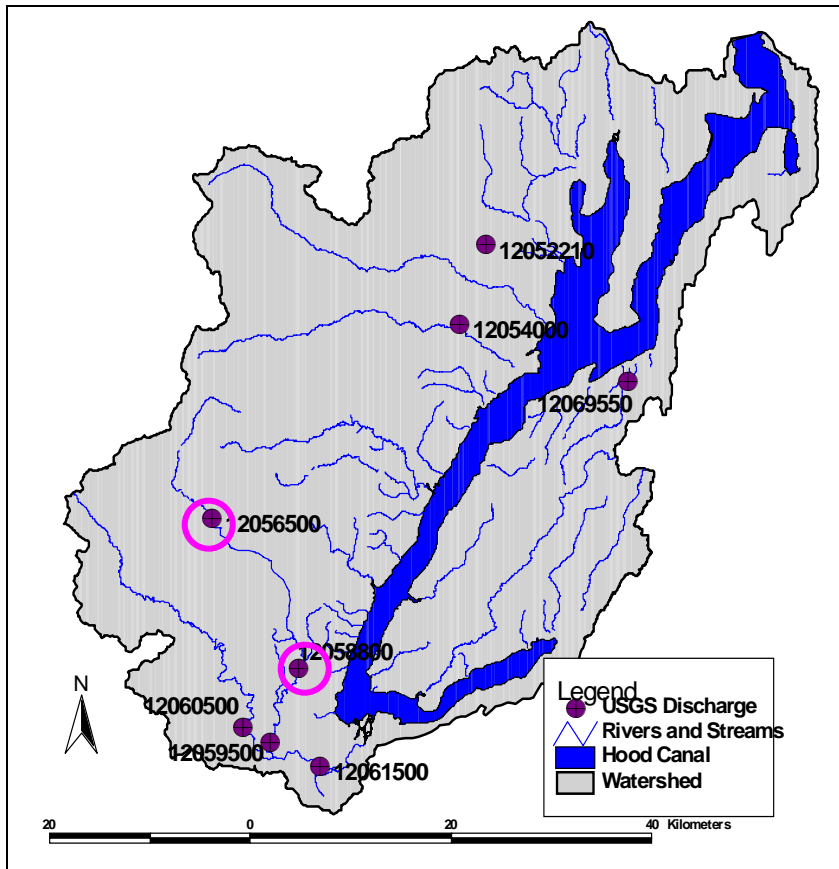 12052210
12054000
12069550
12056500
12058800
12060500
12059500
12061500
N
Legend
USGS Discharge
Rivers and Streams
Hood Canal
Watershed
20 0 20 40 Kilometers